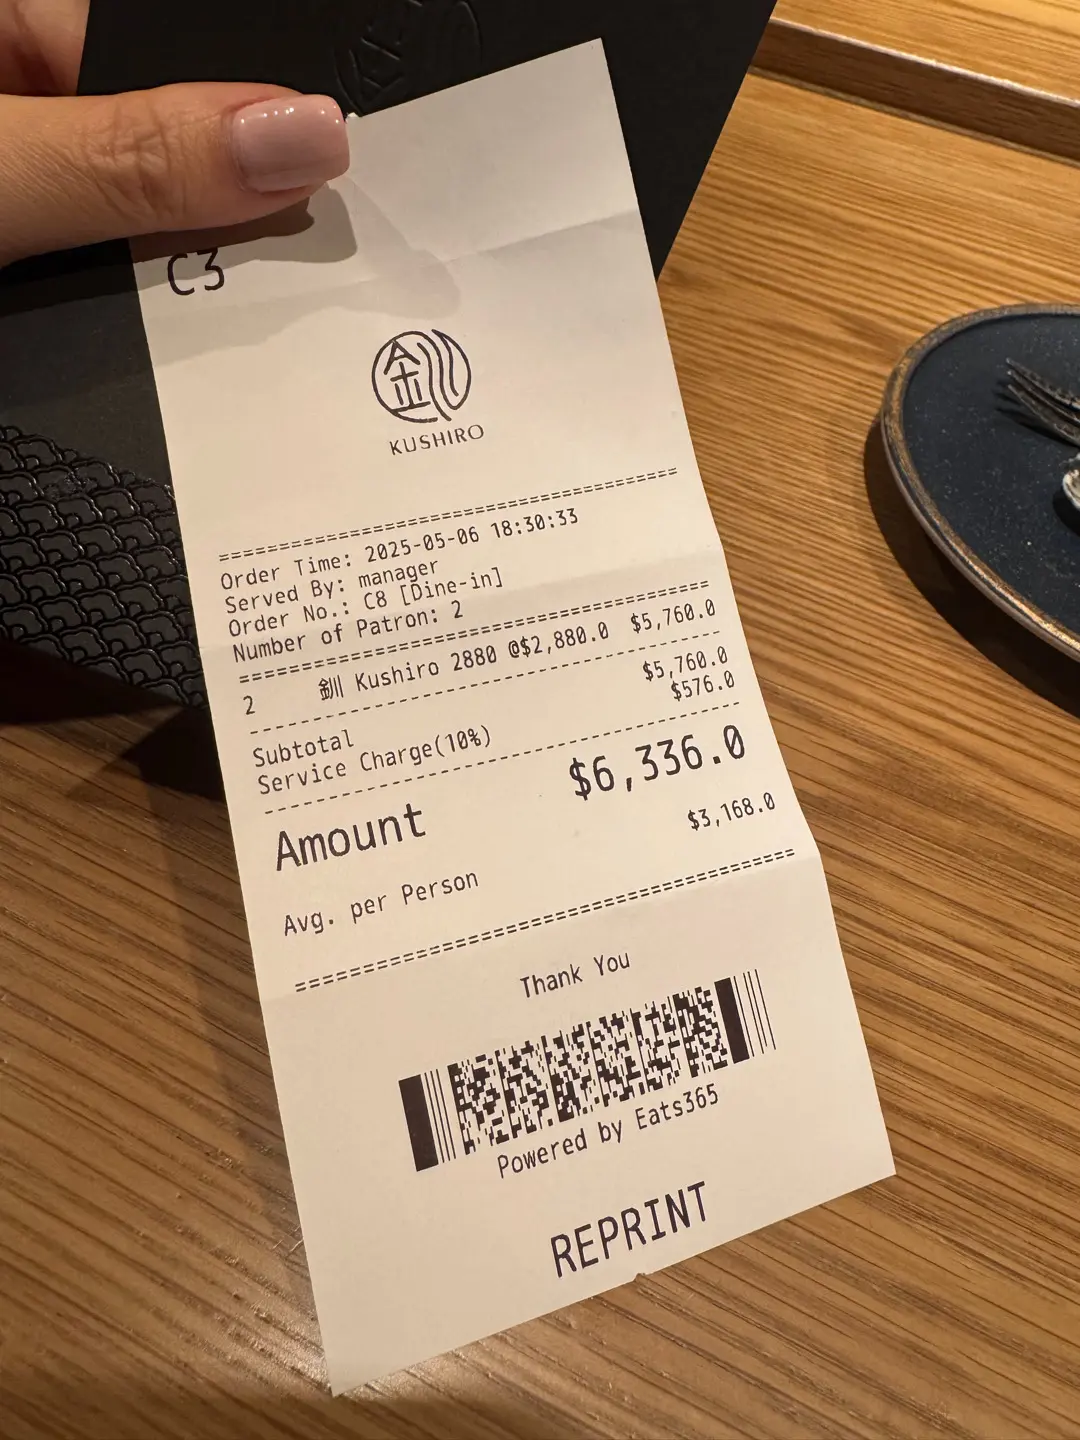 C3
釧
KUSHIRO
Order Time: 2025-05-06 18:30:33
Served By: manager
Order No.: C8 [Dine-in]
Number of Patron: 2
2 釧 Kushiro 2880 @$2,880.0 $5,760.0
Subtotal $5,760.0
Service Charge(10%) $576.0
Amount $6,336.0
Avg. per Person $3,168.0
Thank You
Powered by Eats365
REPRINT